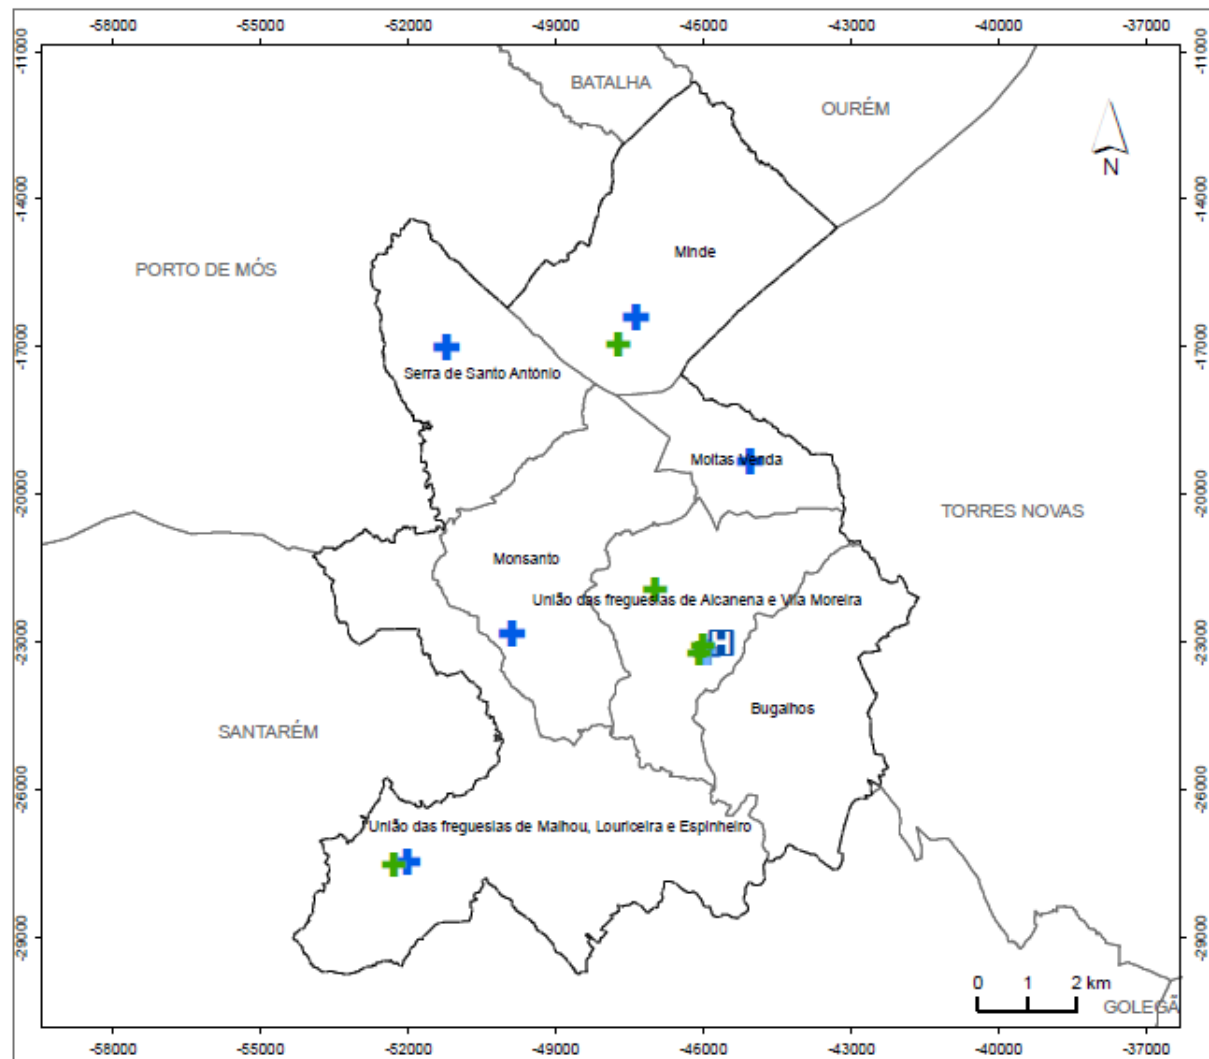 -58000 -55000 -52000 -49000 -46000 -43000 -40000 -37000
-11000 -11000
BATALHA
OURÉM
N
-14000 -14000
Minde
PORTO DE MÓS
-17000 -17000
Serra de Santo António
Moitas Venda
-20000 -20000
TORRES NOVAS
Monsanto
União das freguesias de Alcanena e Vila Moreira
H
-23000 -23000
Bugalhos
SANTARÉM
-26000 -26000
União das freguesias de Malhou, Louriceira e Espinheiro
-29000 -29000
0 1 2 km
GOLEGÃ
-58000 -55000 -52000 -49000 -46000 -43000 -40000 -37000